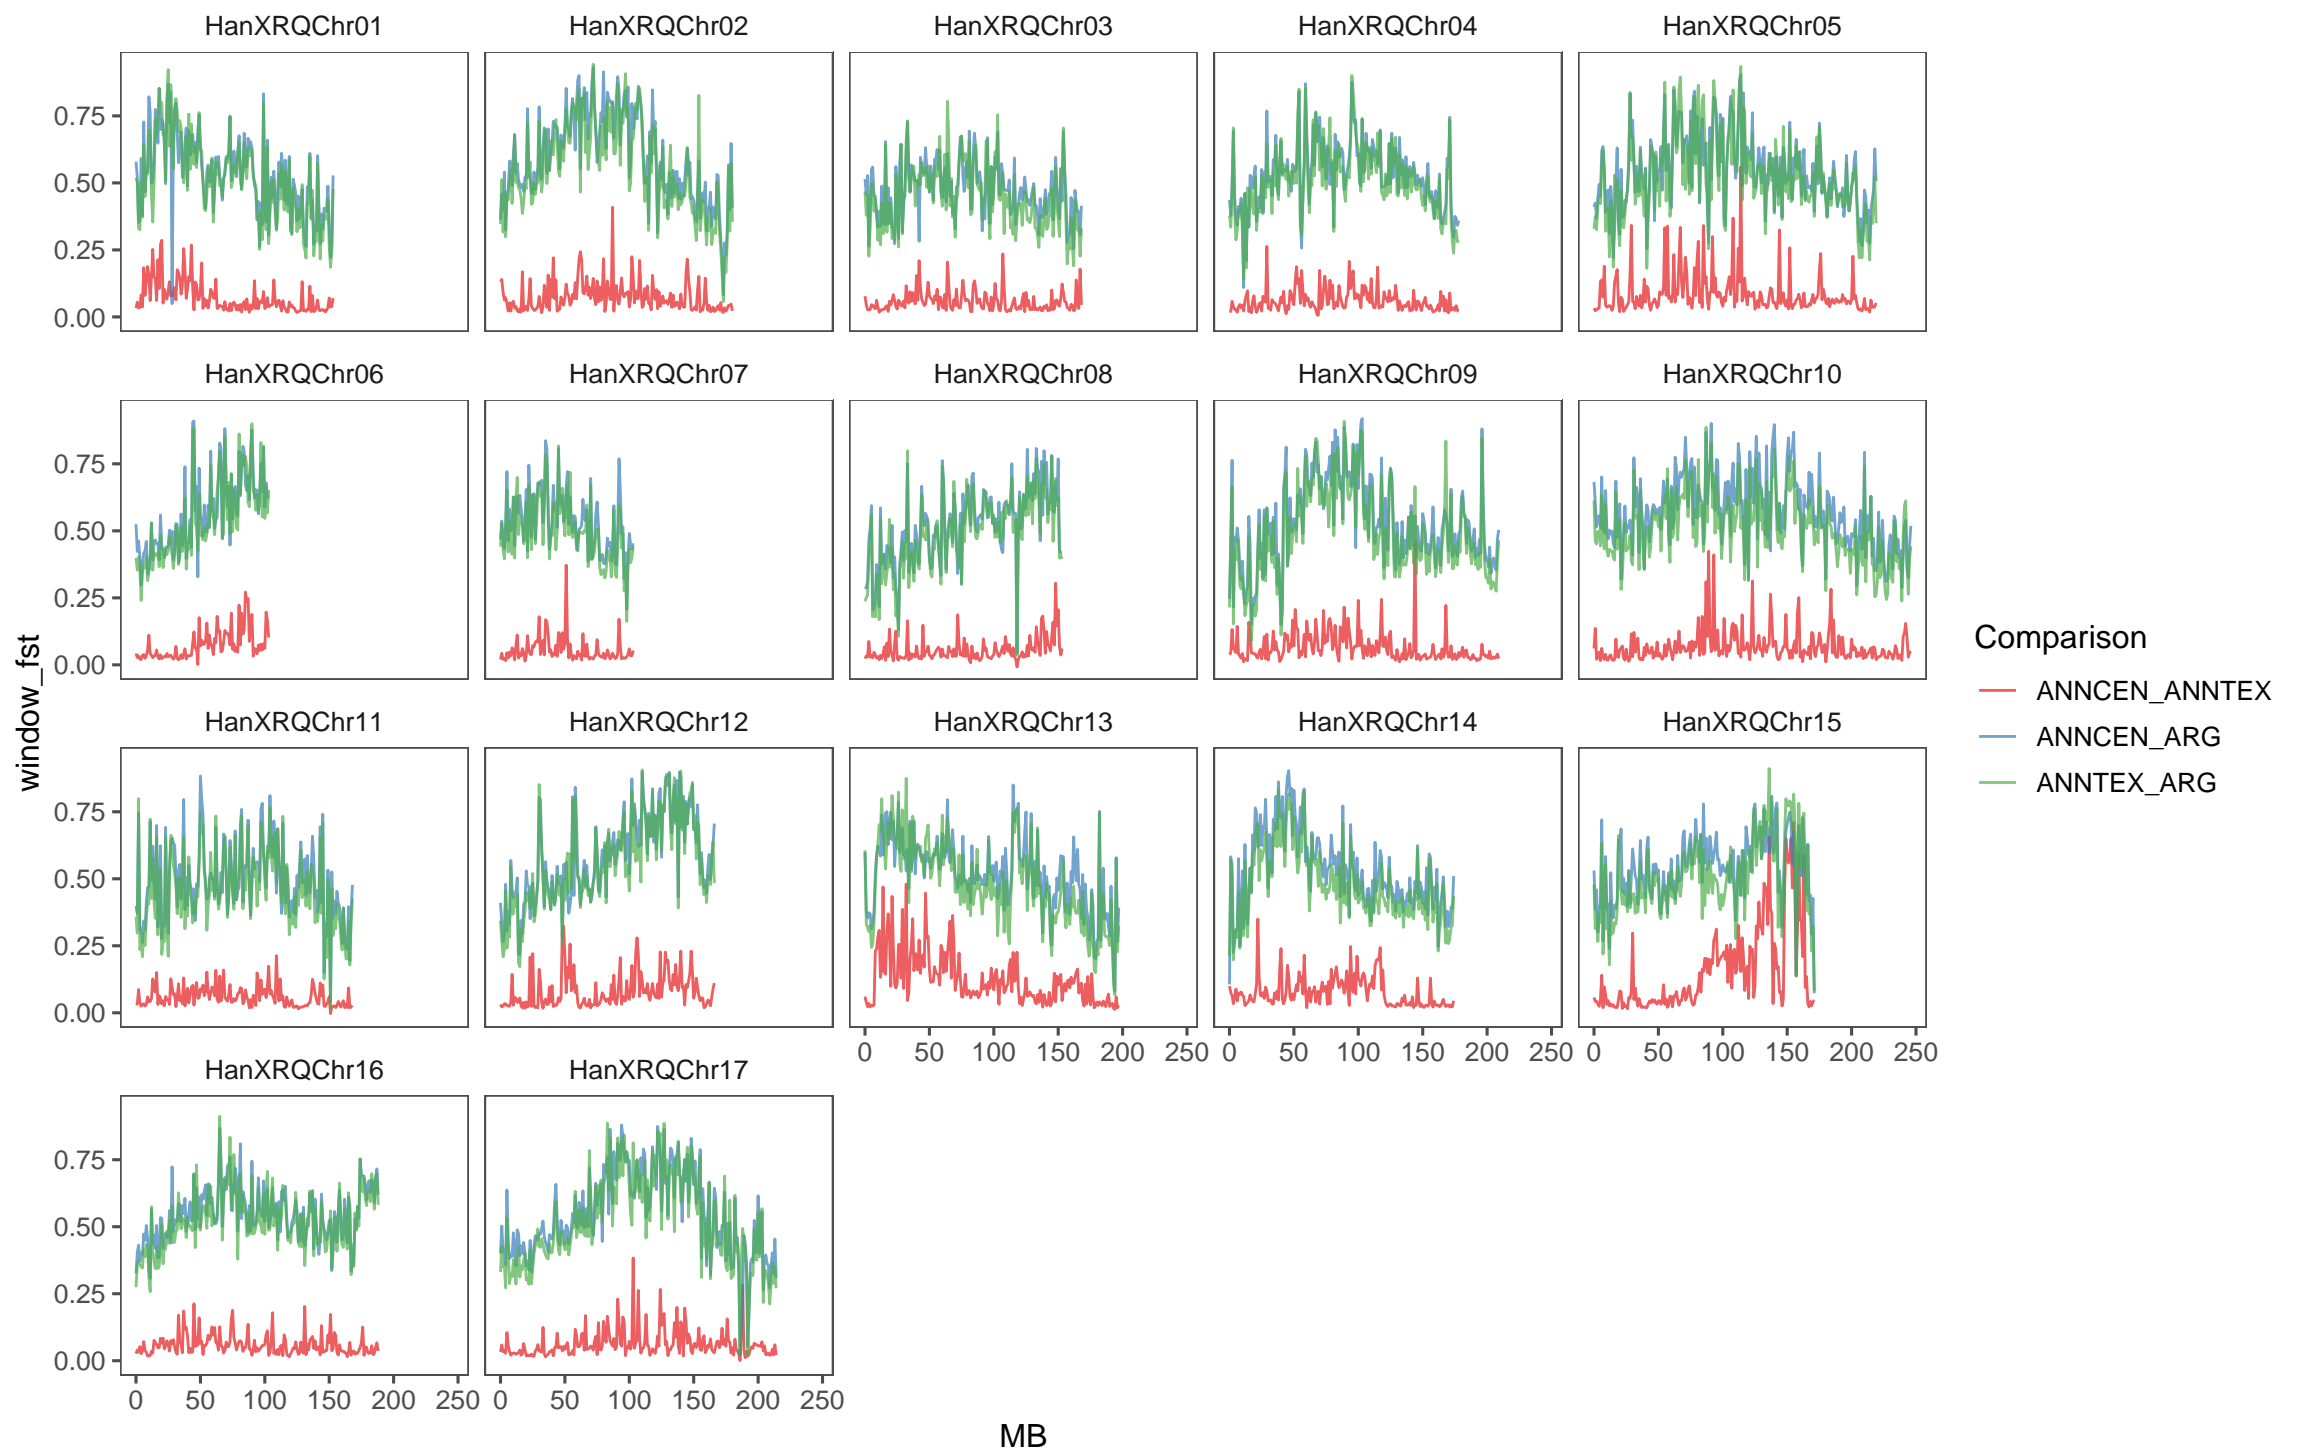 HanXRQChr01 HanXRQChr02 HanXRQChr03 HanXRQChr04 HanXRQChr05
0.75
0.50
0.25
0.00
HanXRQChr06 HanXRQChr07 HanXRQChr08 HanXRQChr09 HanXRQChr10
0.75
0.50
0.25
0.00
window_fst
HanXRQChr11 HanXRQChr12 HanXRQChr13 HanXRQChr14 HanXRQChr15
0.75
0.50
0.25
0.00
0 50 100 150 200 250 0 50 100 150 200 250 0 50 100 150 200 250
HanXRQChr16 HanXRQChr17
0.75
0.50
0.25
0.00
0 50 100 150 200 250 0 50 100 150 200 250
MB
Comparison
ANNCEN_ANNTEX
ANNCEN_ARG
ANNTEX_ARG